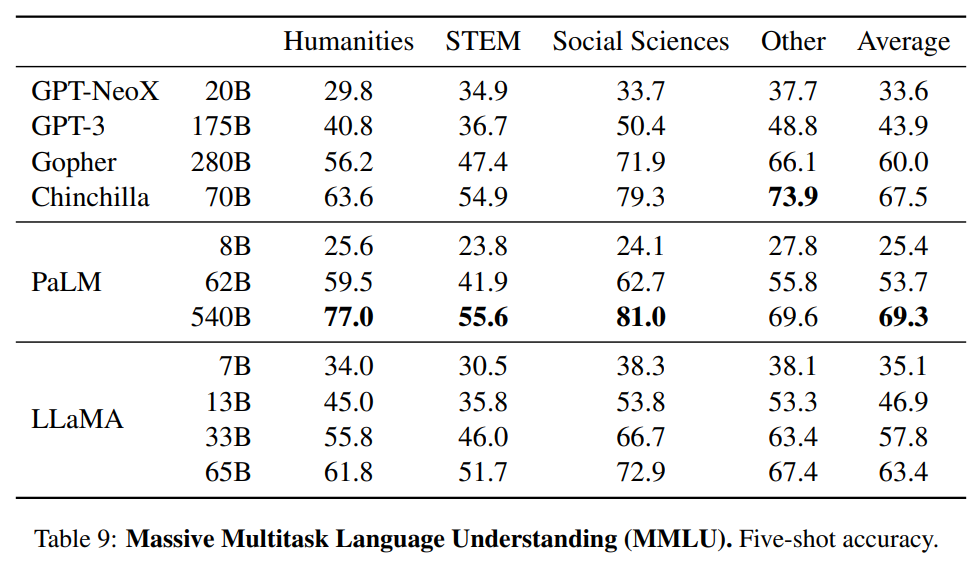 Humanities STEM Social Sciences Other Average
GPT-NeoX 20B 29.8 34.9 33.7 37.7 33.6
GPT-3 175B 40.8 36.7 50.4 48.8 43.9
Gopher 280B 56.2 47.4 71.9 66.1 60.0
Chinchilla 70B 63.6 54.9 79.3 73.9 67.5
8B 25.6 23.8 24.1 27.8 25.4
PaLM 62B 59.5 41.9 62.7 55.8 53.7
540B 77.0 55.6 81.0 69.6 69.3
7B 34.0 30.5 38.3 38.1 35.1
LLaMA 13B 45.0 35.8 53.8 53.3 46.9
33B 55.8 46.0 66.7 63.4 57.8
65B 61.8 51.7 72.9 67.4 63.4
Table 9: Massive Multitask Language Understanding (MMLU). Five-shot accuracy.